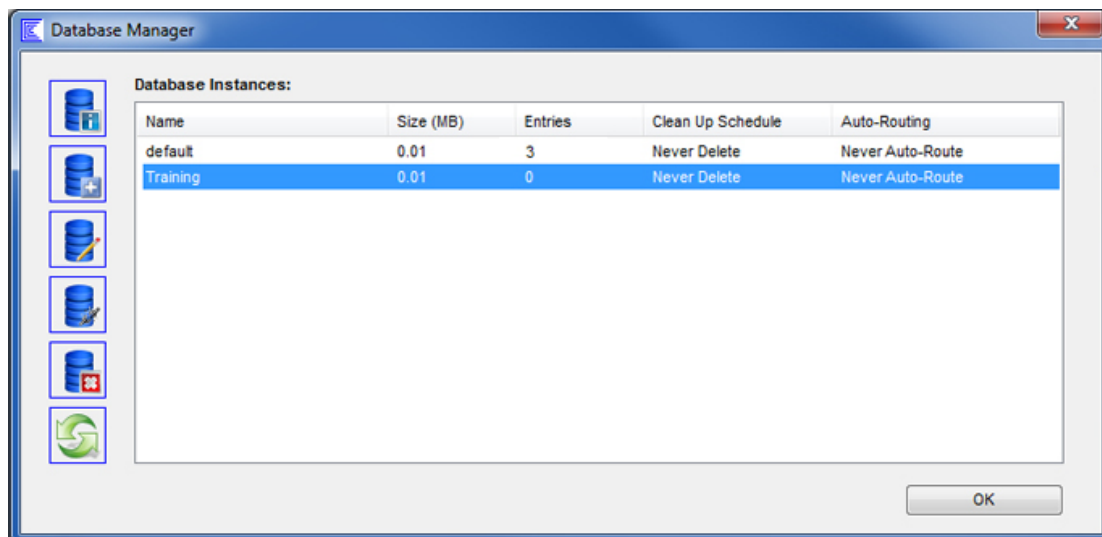 Database Manager
Database Instances:
Name Size (MB) Entries Clean Up Schedule Auto-Routing
default 0.01 3 Never Delete Never Auto-Route
Training 0.01 0 Never Delete Never Auto-Route
OK